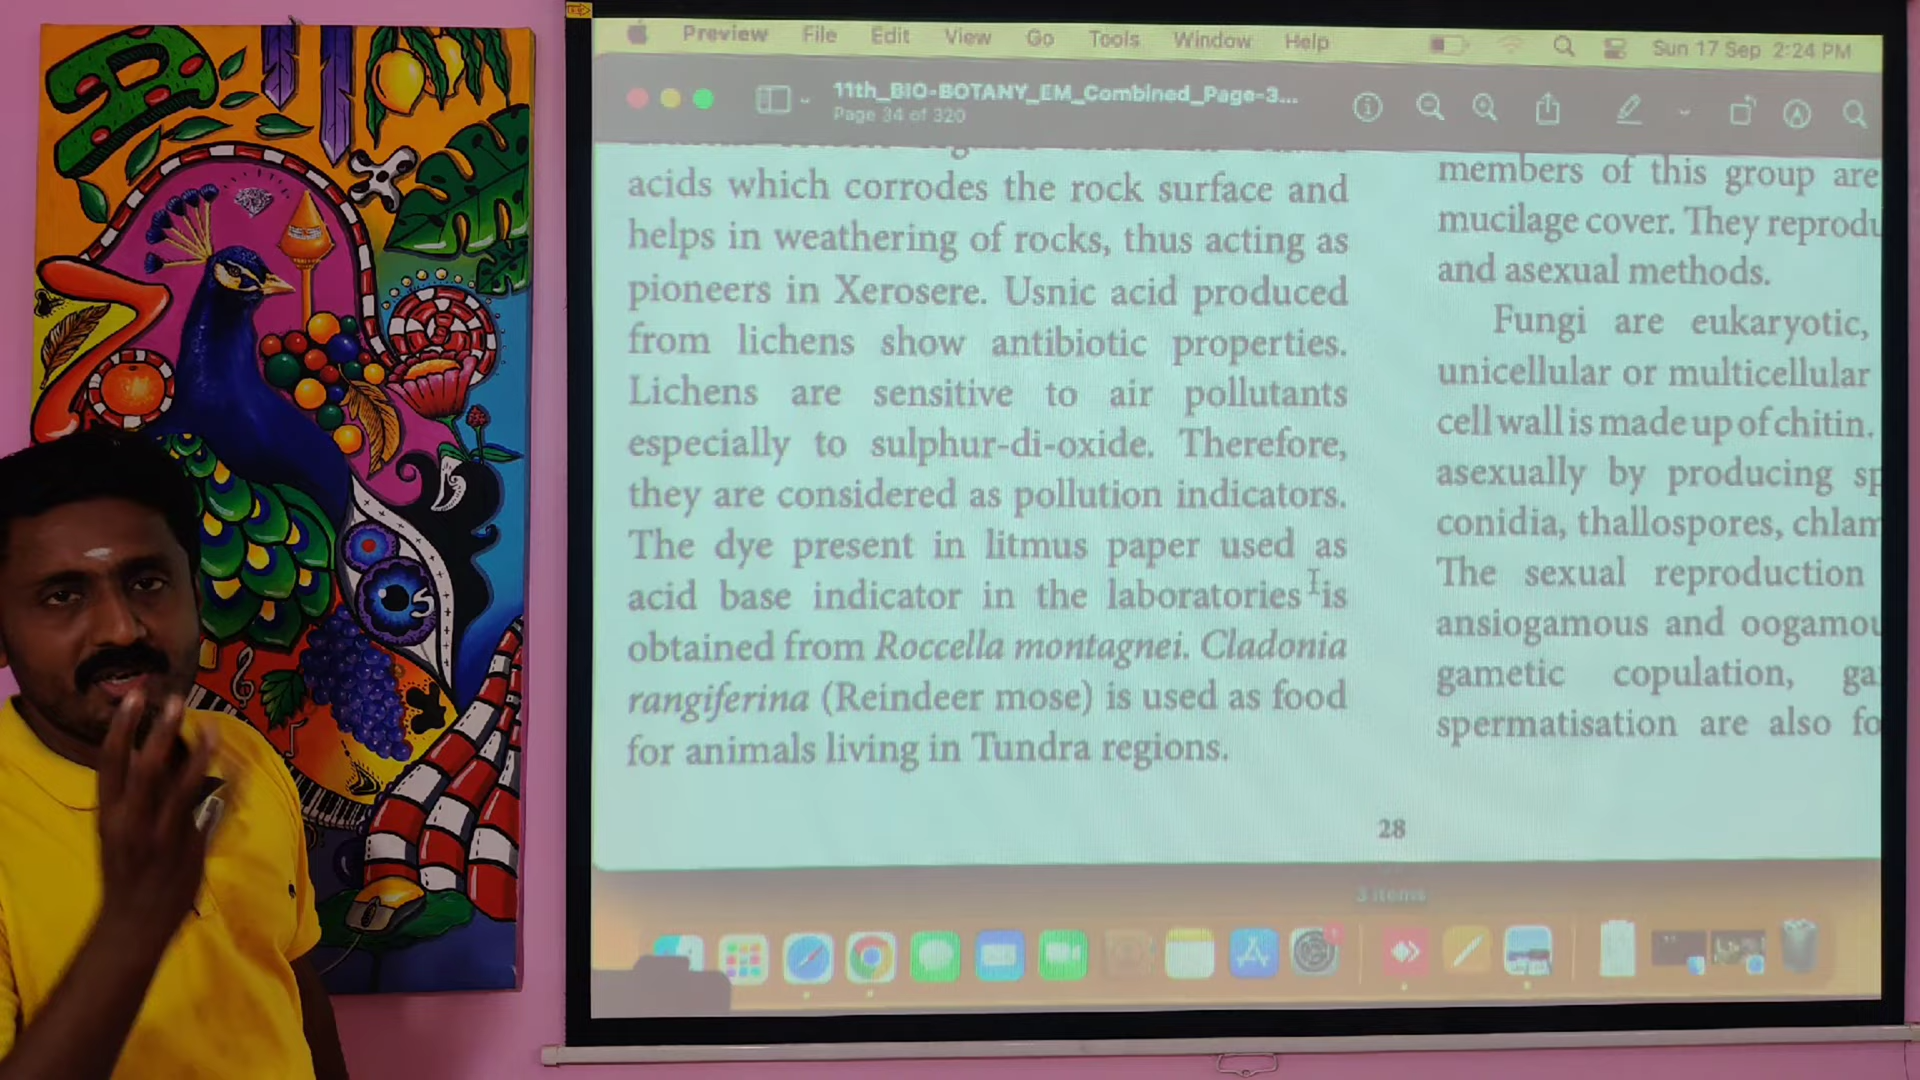 Preview File Edit View Go Tools Window Help Sun 17 Sep 2:24 PM
11th_BIO-BOTANY_EM_Combined_Page-3...
Page 34 of 320
acids which corrodes the rock surface and
helps in weathering of rocks, thus acting as
pioneers in Xerosere. Usnic acid produced
from lichens show antibiotic properties.
Lichens are sensitive to air pollutants
especially to sulphur-di-oxide. Therefore,
they are considered as pollution indicators.
The dye present in litmus paper used as
acid base indicator in the laboratories is
obtained from Roccella montagnei. Cladonia
rangiferina (Reindeer mose) is used as food
for animals living in Tundra regions.
members of this group are
mucilage cover. They reprodu
and asexual methods.
Fungi are eukaryotic,
unicellular or multicellular
cell wall is made up of chitin.
asexually by producing sp
conidia, thallospores, chlam
The sexual reproduction
ansiogamous and oogamou
gametic copulation, ga
spermatisation are also fo
28
3 items